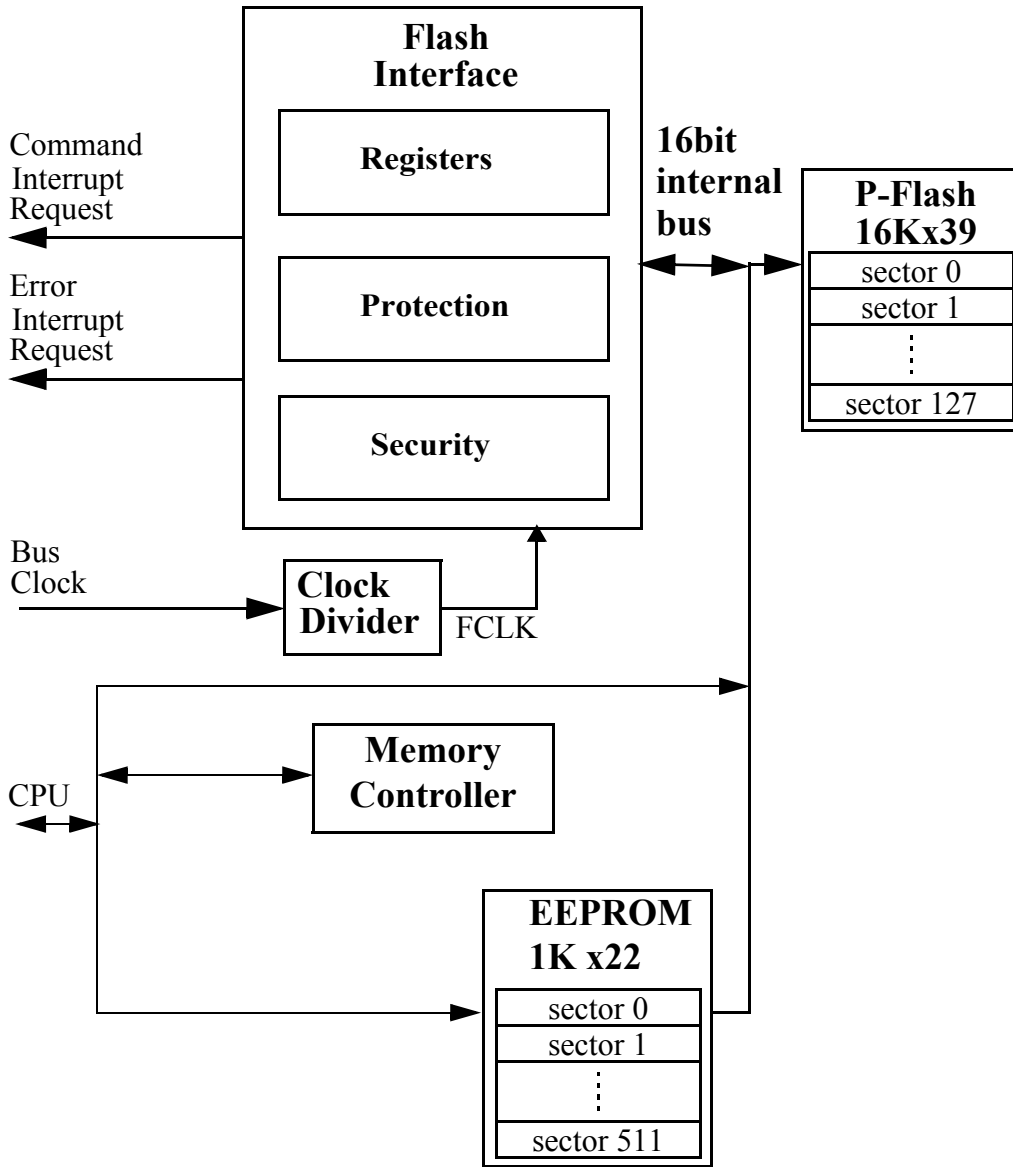 Flash
Interface
Registers
Protection
Security
Command
Interrupt
Request
Error
Interrupt
Request
16bit
internal
bus
P-Flash
16Kx39
sector 0
sector 1
sector 127
Bus
Clock
Clock
Divider
FCLK
Memory
Controller
CPU
EEPROM
1K x22
sector 0
sector 1
sector 511